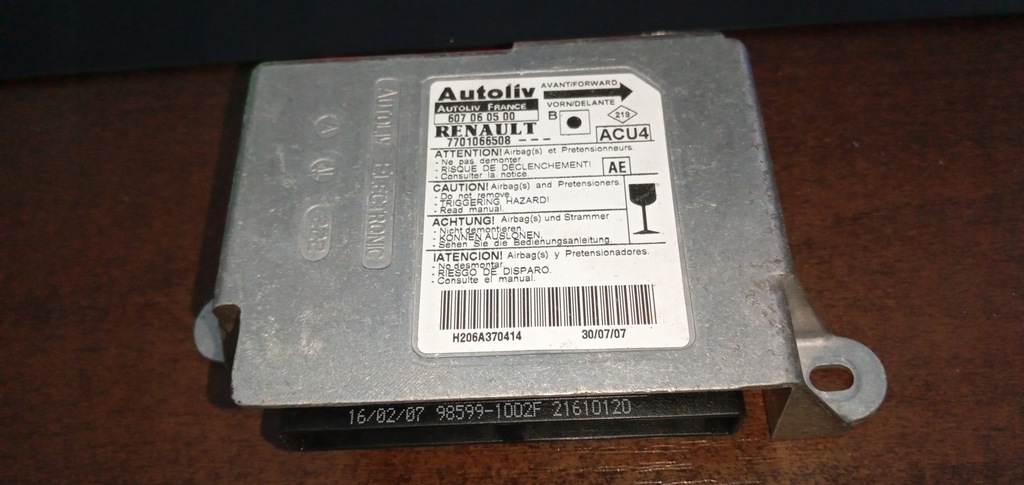 AUTOLIV ELECTRONIC
Autoliv
AVANT/FORWARD
AUTOLIV FRANCE
VORN/DELANTE
607 06 05 00
B
219
RENAULT
ACU4
7701066508 - - -
ATTENTION! Airbag(s) et Pretensionneurs.
- Ne pas demonter.
- RISQUE DE DECLENCHEMENT!
- Consulter la notice.
AE
CAUTION! Airbag(s) and Pretensioners.
- Do not remove.
- TRIGGERING HAZARD!
- Read manual.
ACHTUNG! Airbag(s) und Strammer
- Nicht demontieren.
- KONNEN AUSLONEN.
- Sehen Sie die Bedienungsanleitung.
IATENCION! Airbag(s) y Pretensionadores.
- No desmontar.
- RIESGO DE DISPARO.
- Consulte el manual.
H206A370414 30/07/07
16/02/07 98599-1002F 21610120